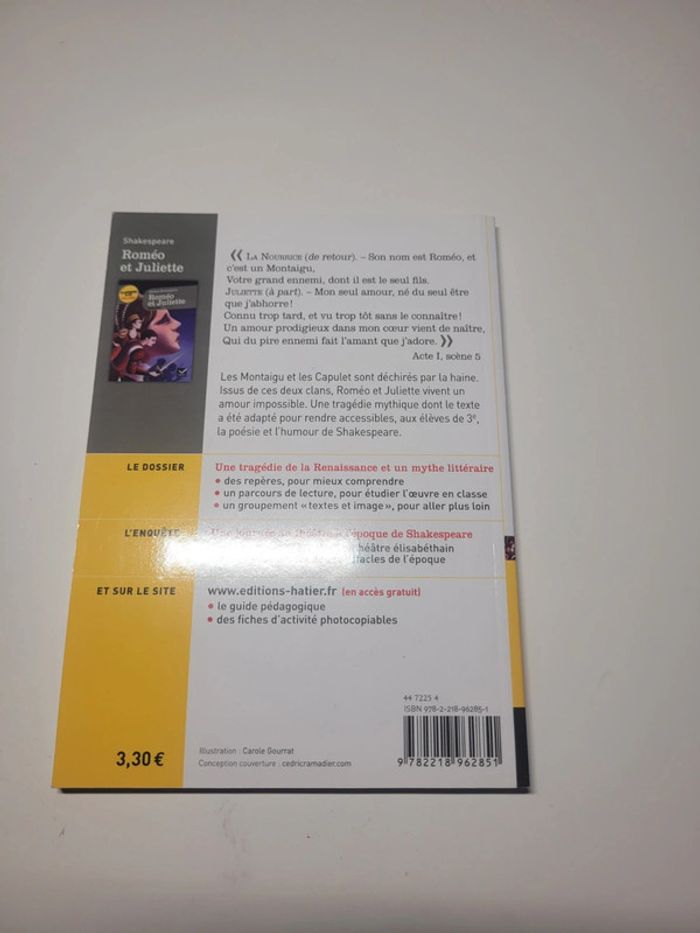 Shakespeare
Roméo
et Juliette
Roméo
et Juliette
« LA NOURRICE (de retour). – Son nom est Roméo, et
c'est un Montaigu,
Votre grand ennemi, dont il est le seul fils.
JULIETTE (à part). – Mon seul amour, né du seul être
que j'abhorre!
Connu trop tard, et vu trop tôt sans le connaître!
Un amour prodigieux dans mon cœur vient de naître,
Qui du pire ennemi fait l'amant que j'adore. »
Acte I, scène 5
Les Montaigu et les Capulet sont déchirés par la haine.
Issus de ces deux clans, Roméo et Juliette vivent un
amour impossible. Une tragédie mythique dont le texte
a été adapté pour rendre accessibles, aux élèves de 3e,
la poésie et l'humour de Shakespeare.
LE DOSSIER
Une tragédie de la Renaissance et un mythe littéraire
• des repères, pour mieux comprendre
• un parcours de lecture, pour étudier l'œuvre en classe
• un groupement «textes et image», pour aller plus loin
L'ENQUÊTE
Une journée au théâtre à l'époque de Shakespeare
théâtre élisabéthain
de l'époque
ET SUR LE SITE
www.editions-hatier.fr (en accès gratuit)
• le guide pédagogique
• des fiches d'activité photocopiables
44 7225 4
ISBN 978-2-218-96285-1
9 782218 962851
3,30 €
Illustration : Carole Gourrat
Conception couverture : cedricramadier.com